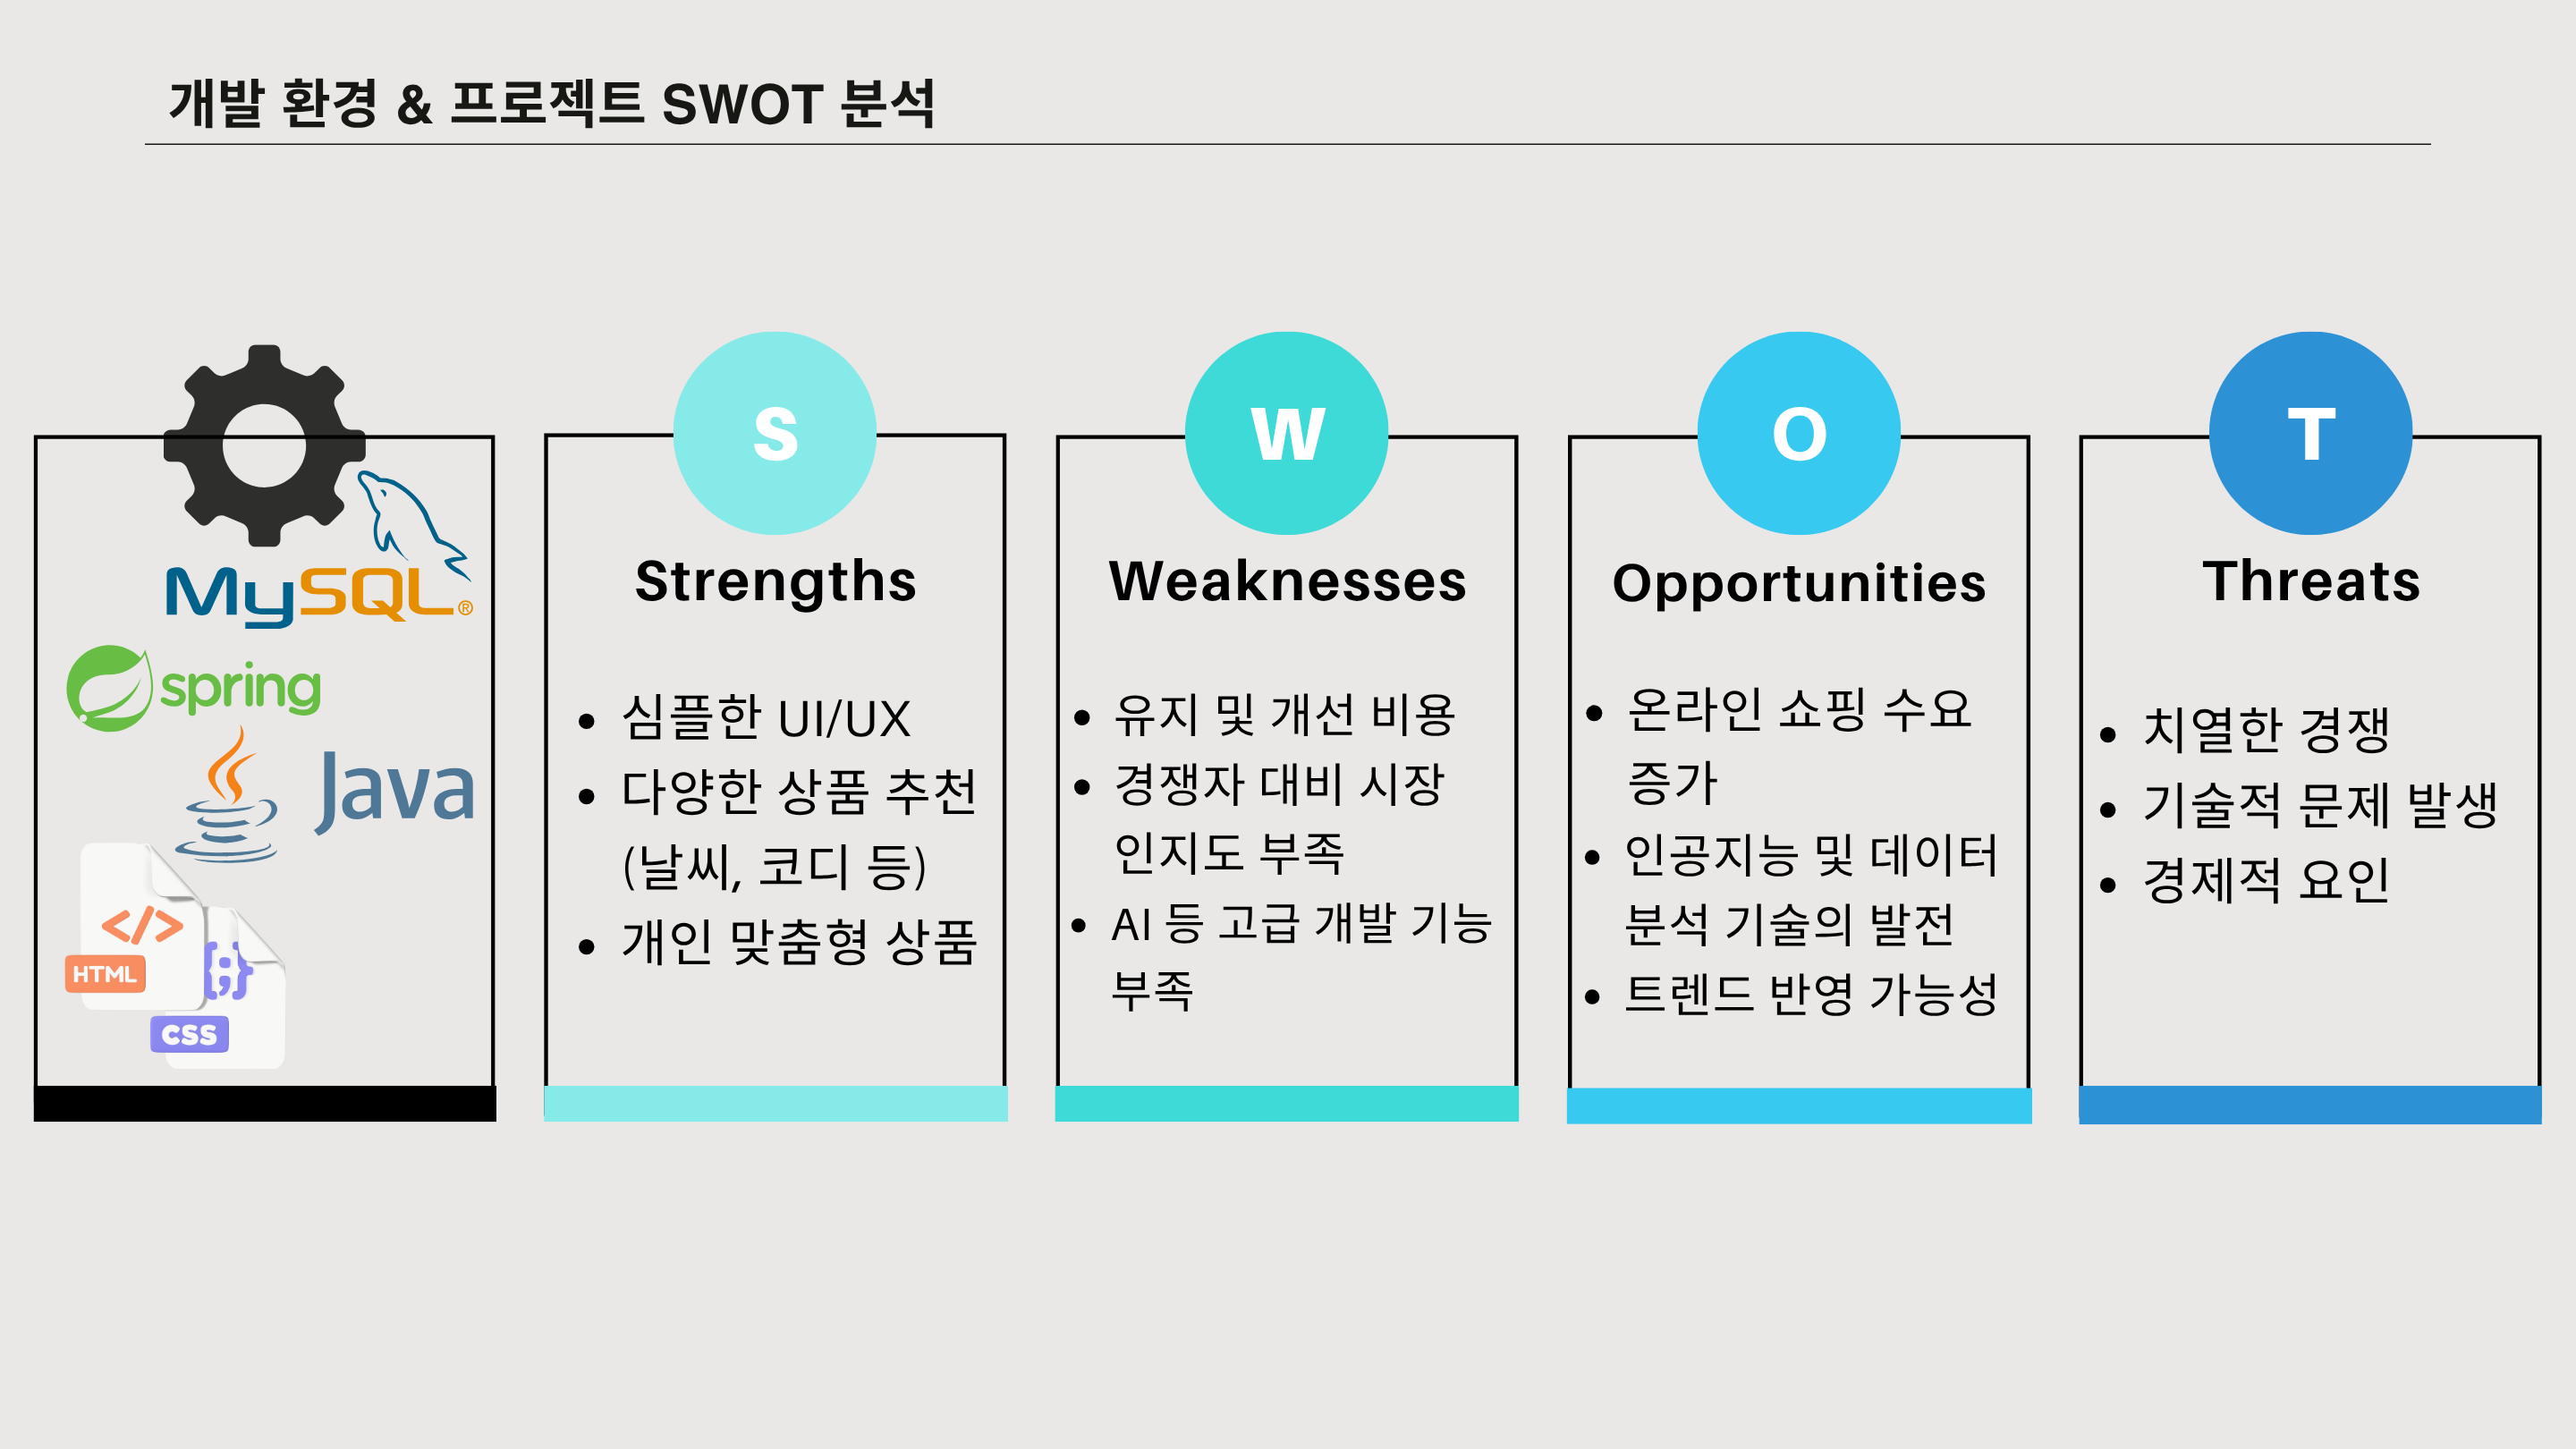 개발 환경 & 프로젝트 SWOT 분석
MySQL®
spring
Java
</>
HTML
{;}
CSS
S
Strengths
• 심플한 UI/UX
• 다양한 상품 추천
(날씨, 코디 등)
• 개인 맞춤형 상품
W
Weaknesses
• 유지 및 개선 비용
• 경쟁자 대비 시장
인지도 부족
• AI 등 고급 개발 기능
부족
O
Opportunities
• 온라인 쇼핑 수요
증가
• 인공지능 및 데이터
분석 기술의 발전
• 트렌드 반영 가능성
T
Threats
• 치열한 경쟁
• 기술적 문제 발생
• 경제적 요인